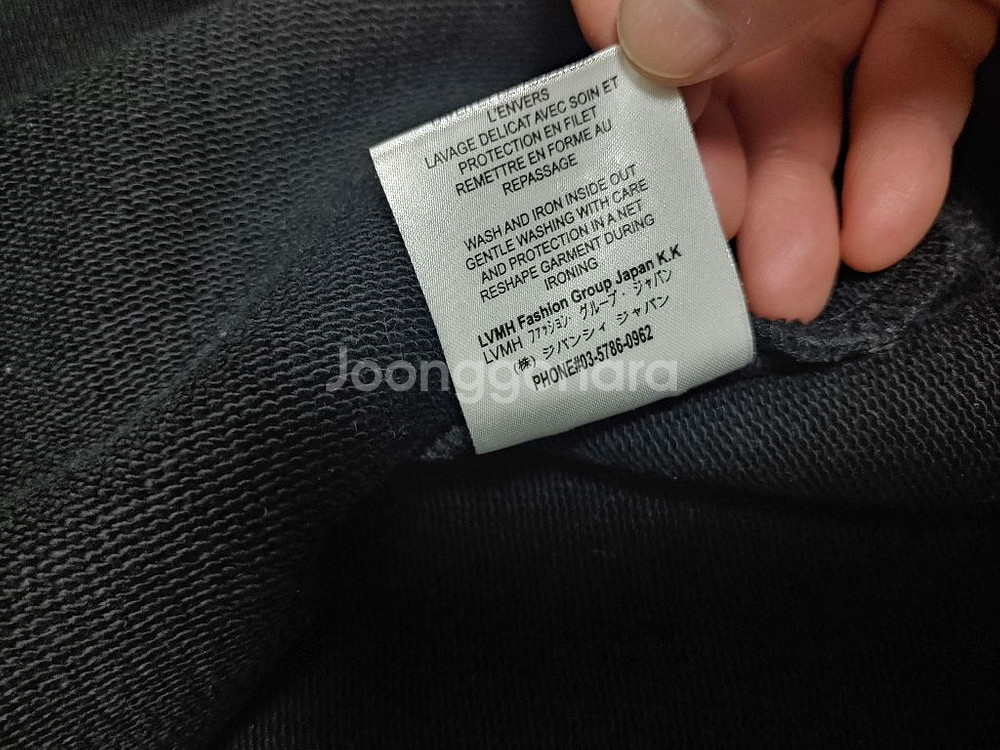 L'ENVERS
LAVAGE DELICAT AVEC SOIN ET
PROTECTION EN FILET
REMETTRE EN FORME AU
REPASSAGE
WASH AND IRON INSIDE OUT
GENTLE WASHING WITH CARE
AND PROTECTION IN A NET
RESHAPE GARMENT DURING
IRONING
LVMH Fashion Group Japan K.K
LVMH ファッション・グループ・ジャパン
(株) ジバンシィ ジャパン
PHONE#03-5786-0962
Joonggonara